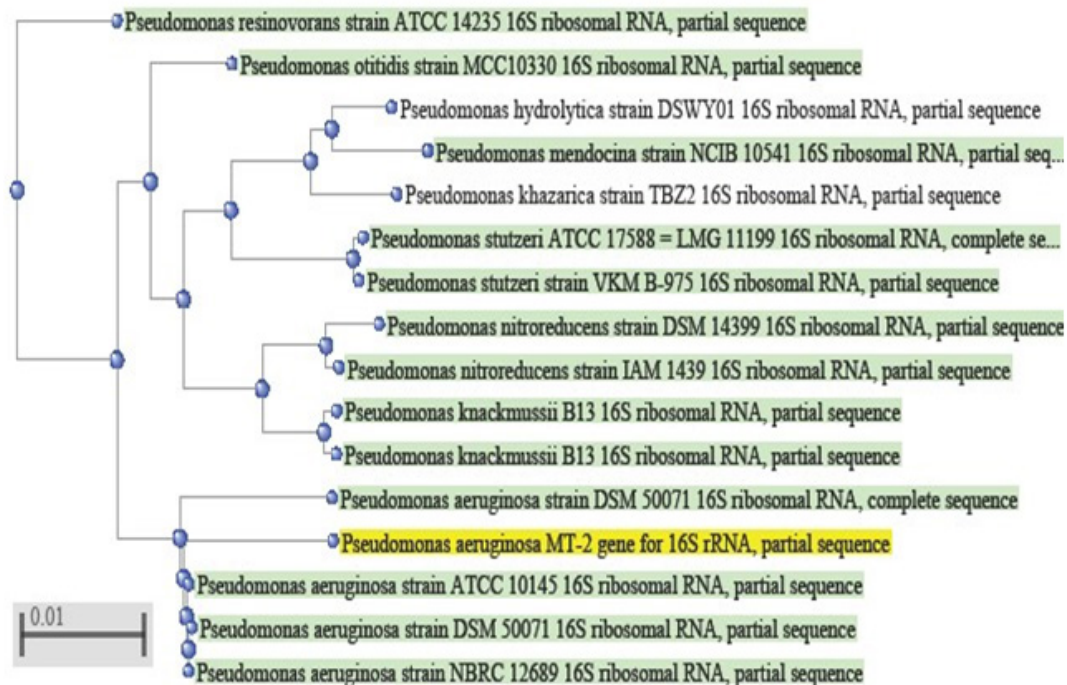 Pseudomonas resinovorans strain ATCC 14235 16S ribosomal RNA, partial sequence
Pseudomonas otitidis strain MCC10330 16S ribosomal RNA, partial sequence
Pseudomonas hydrolytica strain DSWY01 16S ribosomal RNA, partial sequence
Pseudomonas mendocina strain NCIB 10541 16S ribosomal RNA, partial seq...
Pseudomonas khazarica strain TBZ2 16S ribosomal RNA, partial sequence
Pseudomonas stutzeri ATCC 17588 = LMG 11199 16S ribosomal RNA, complete se...
Pseudomonas stutzeri strain VKM B-975 16S ribosomal RNA, partial sequence
Pseudomonas nitroreducens strain DSM 14399 16S ribosomal RNA, partial sequence
Pseudomonas nitroreducens strain IAM 1439 16S ribosomal RNA, partial sequence
Pseudomonas knackmussii B13 16S ribosomal RNA, partial sequence
Pseudomonas knackmussii B13 16S ribosomal RNA, partial sequence
Pseudomonas aeruginosa strain DSM 50071 16S ribosomal RNA, complete sequence
Pseudomonas aeruginosa MT-2 gene for 16S rRNA, partial sequence
Pseudomonas aeruginosa strain ATCC 10145 16S ribosomal RNA, partial sequence
0.01
Pseudomonas aeruginosa strain DSM 50071 16S ribosomal RNA, partial sequence
Pseudomonas aeruginosa strain NBRC 12689 16S ribosomal RNA, partial sequence